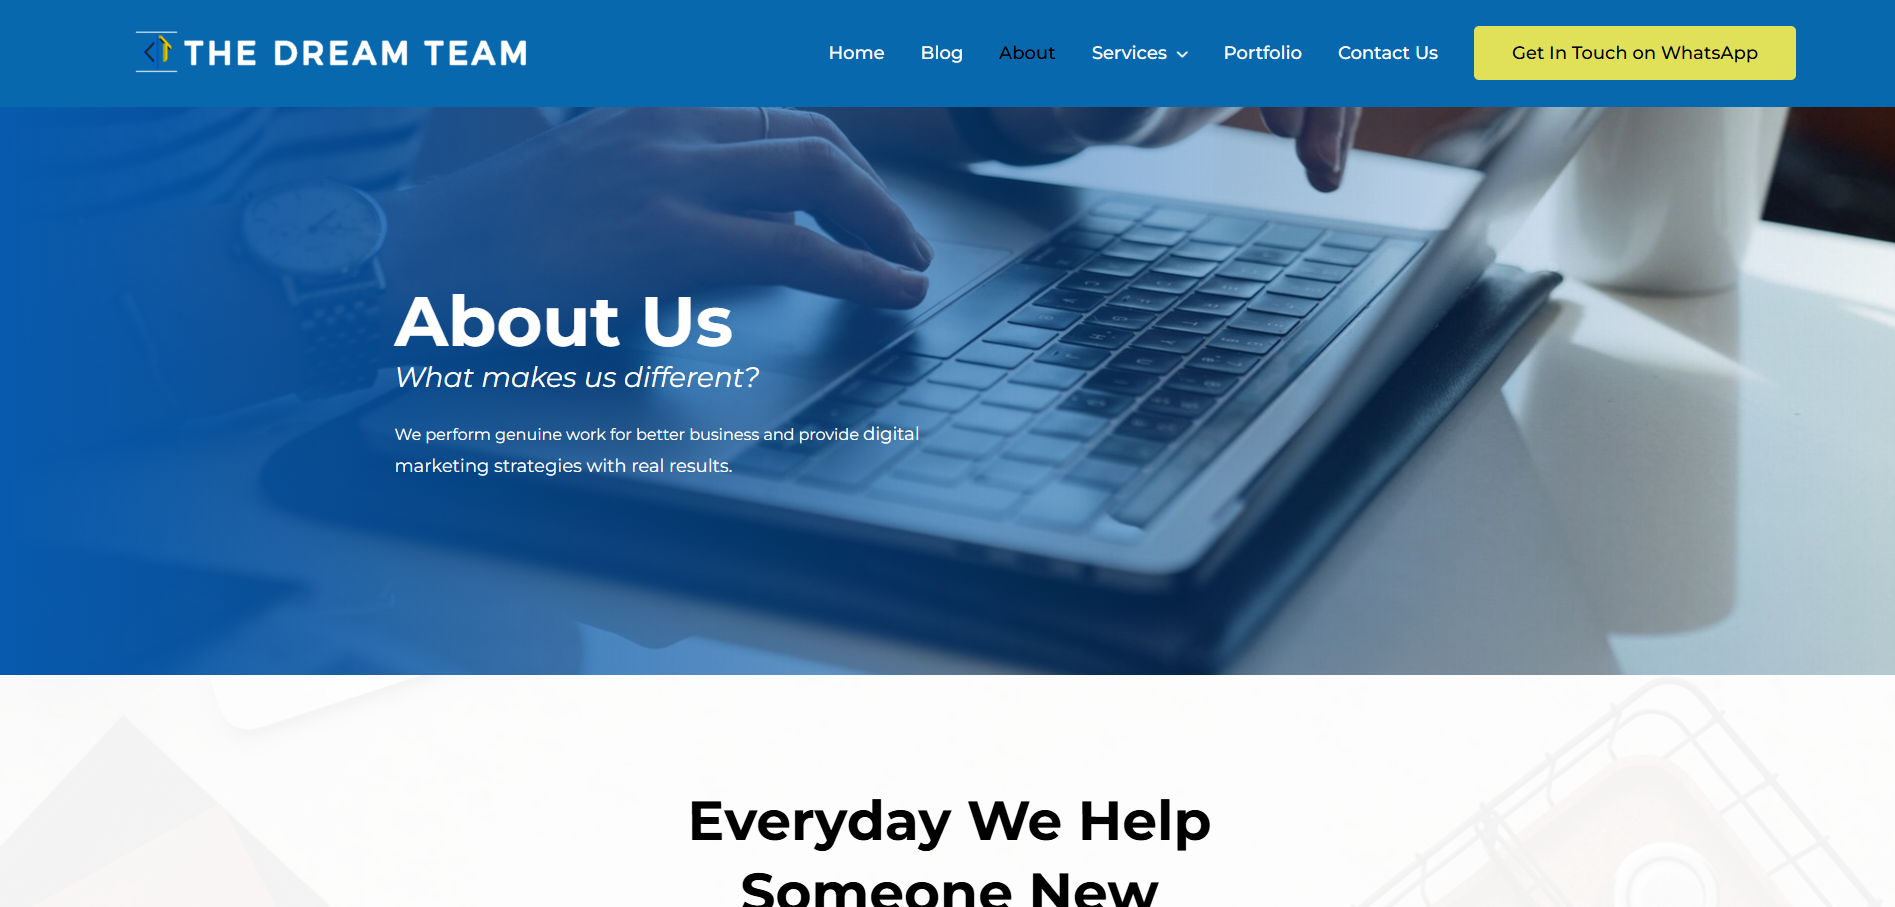 THE DREAM TEAM
Home Blog About Services Portfolio Contact Us Get In Touch on WhatsApp
About Us
What makes us different?
We perform genuine work for better business and provide digital
marketing strategies with real results.
Everyday We Help
Someone New